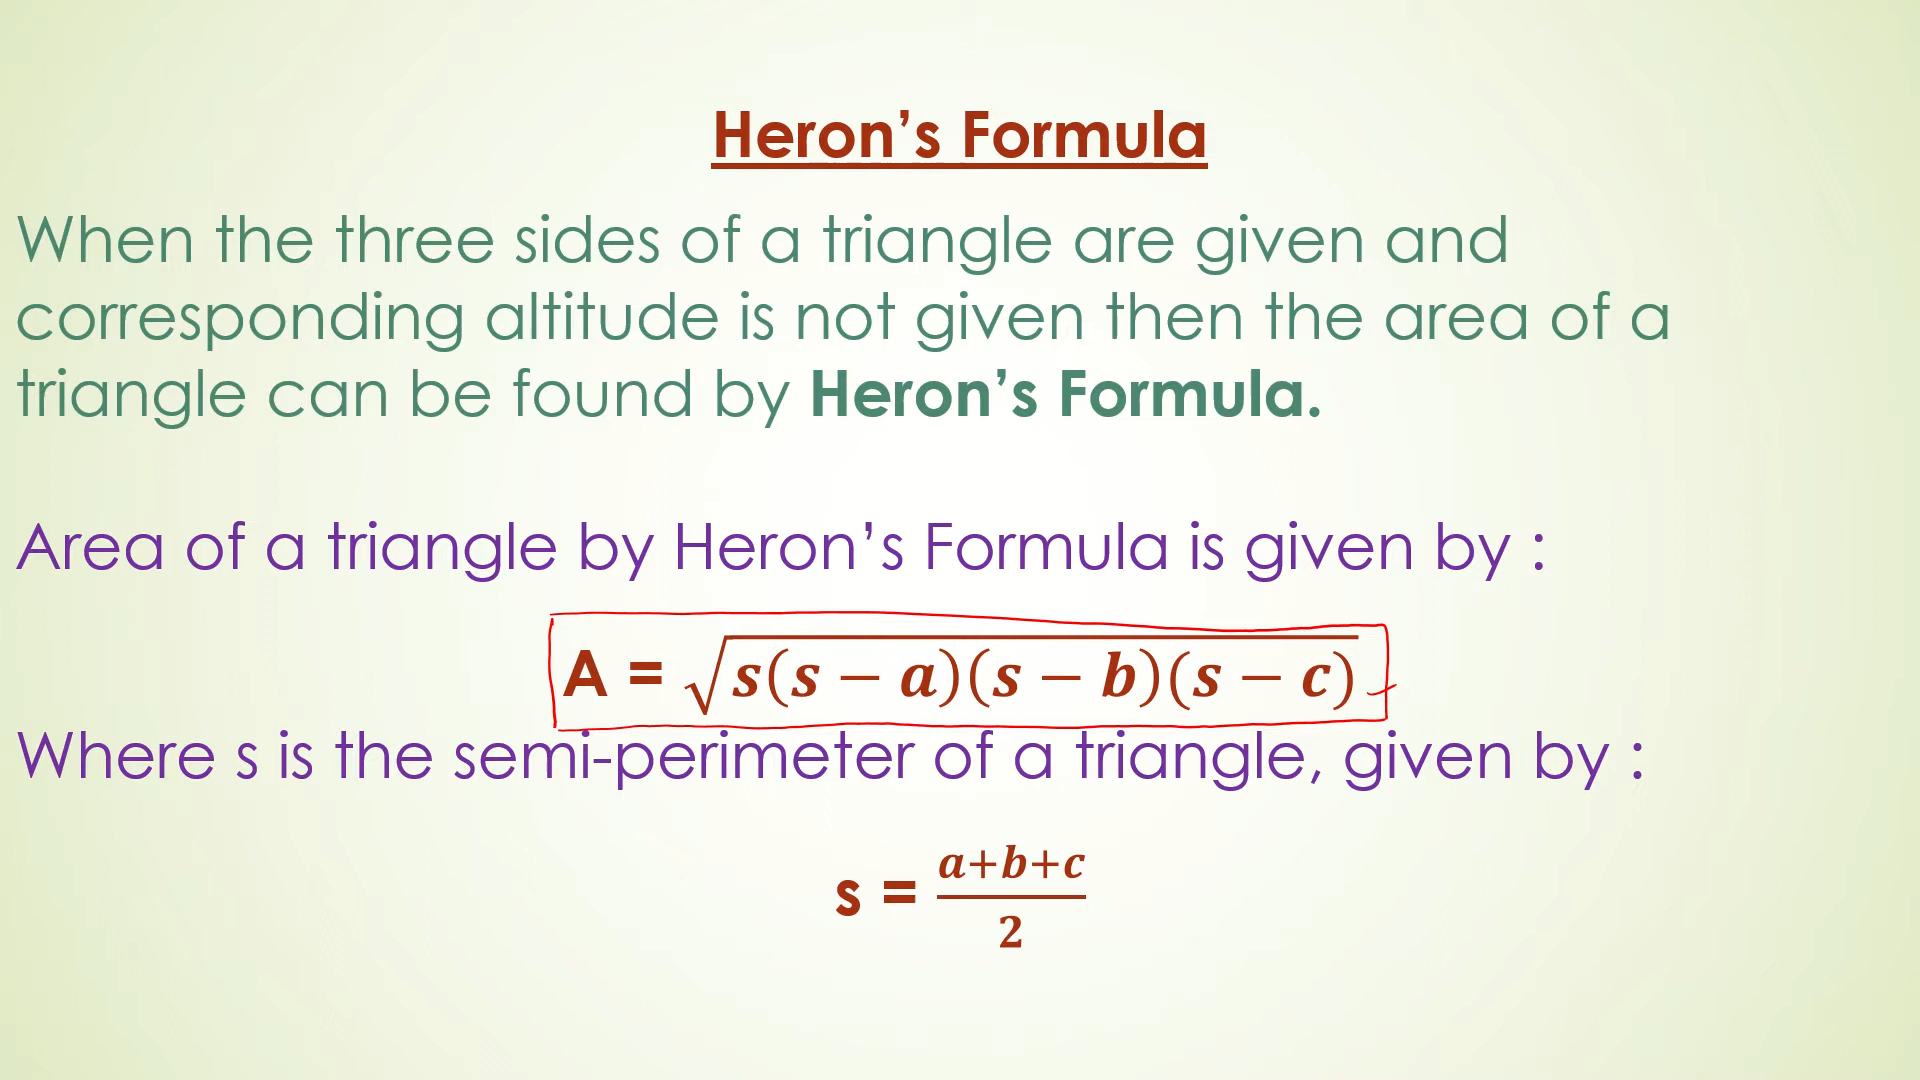 Heron’s Formula
When the three sides of a triangle are given and
corresponding altitude is not given then the area of a
triangle can be found by Heron’s Formula.
Area of a triangle by Heron’s Formula is given by :
A = √s(s − a)(s − b)(s − c)
Where s is the semi-perimeter of a triangle, given by :
s = a+b+c
2